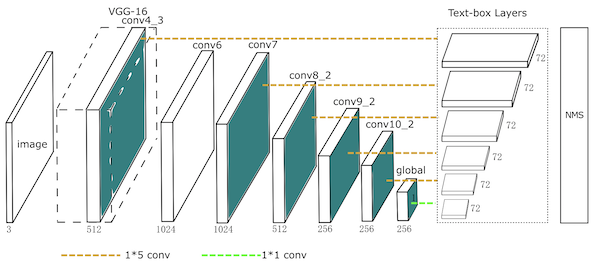 VGG-16
conv4_3
Text-box Layers
conv6
conv7
conv8_2
conv9_2
conv10_2
global
image
NMS
72
72
72
72
72
72
3
512
1024
1024
512
256
256
256
1*5 conv
1*1 conv